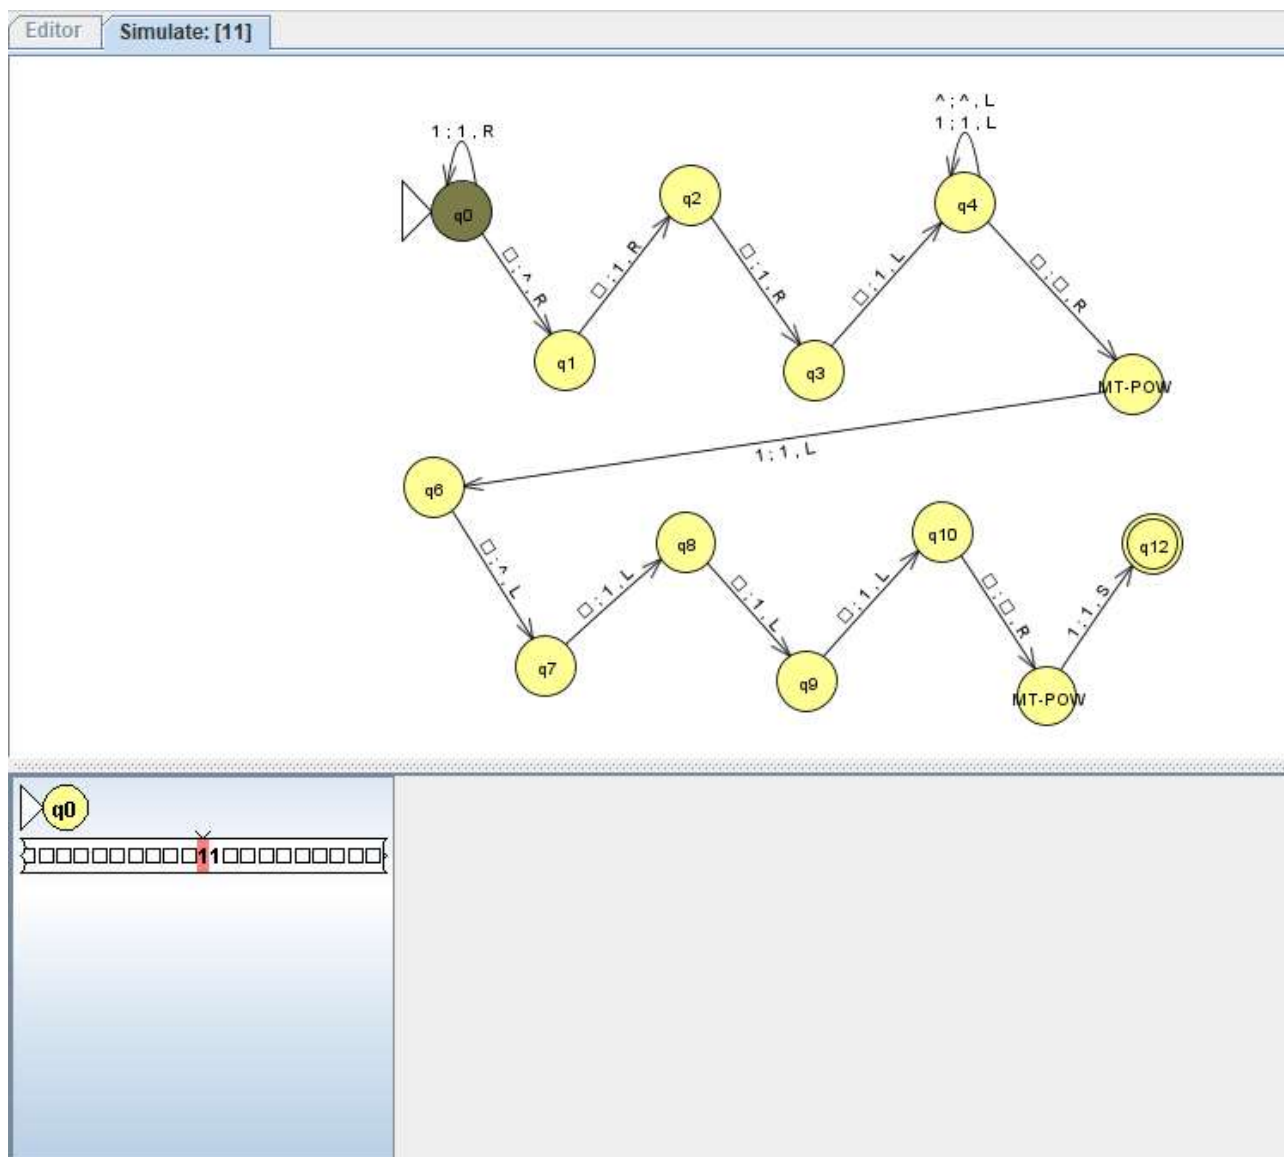 Editor
Simulate: [11]
^ ; ^ , L
1 ; 1 , R
1 ; 1 , L
q0
q2
q4
□ ; ^ , R
□ ; 1 , R
□ ; 1 , R
□ ; 1 , L
□ ; □ , R
q1
q3
MT-POW
1 ; 1 , L
q6
q8
q10
q12
□ ; ^ , L
□ ; 1 , L
□ ; 1 , L
□ ; 1 , L
□ ; □ , R
1 ; 1 , S
q7
q9
MT-POW
q0
□□□□□□□□□□11□□□□□□□□□